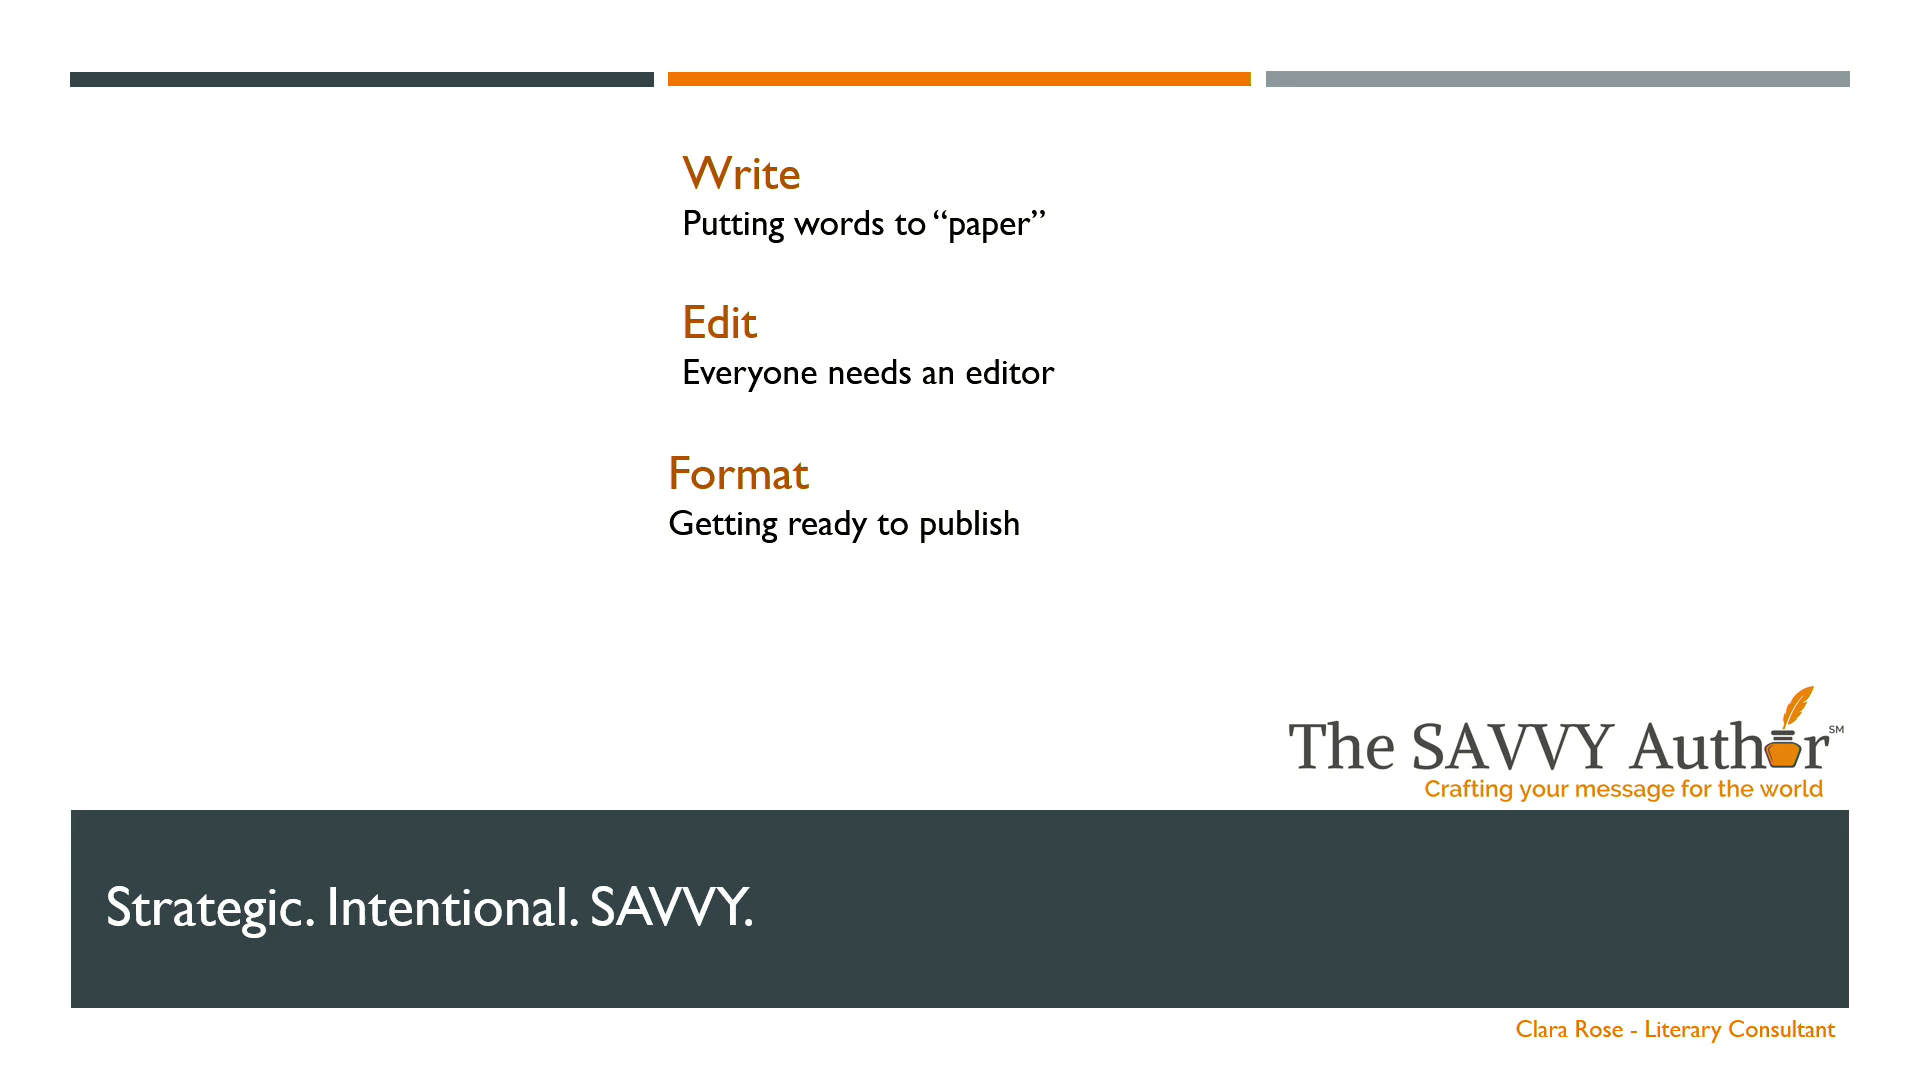 Write
Putting words to “paper”
Edit
Everyone needs an editor
Format
Getting ready to publish
The SAVVY Author℠
Crafting your message for the world
Strategic. Intentional. SAVVY.
Clara Rose - Literary Consultant